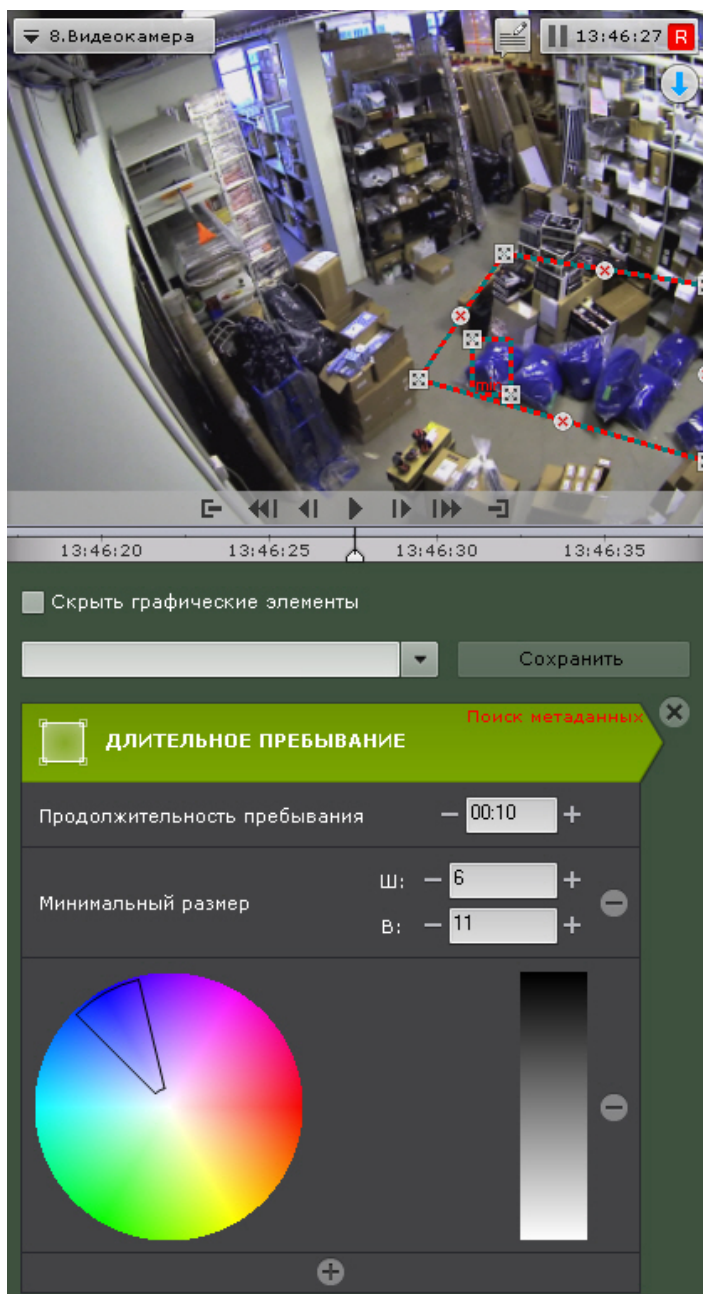 8.Видеокамера
13:46:27 R
min
13:46:20 13:46:25 13:46:30 13:46:35
Скрыть графические элементы
Сохранить
Поиск метаданных
ДЛИТЕЛЬНОЕ ПРЕБЫВАНИЕ
Продолжительность пребывания – 00:10 +
Минимальный размер
Ш: – 6 +
В: – 11 +